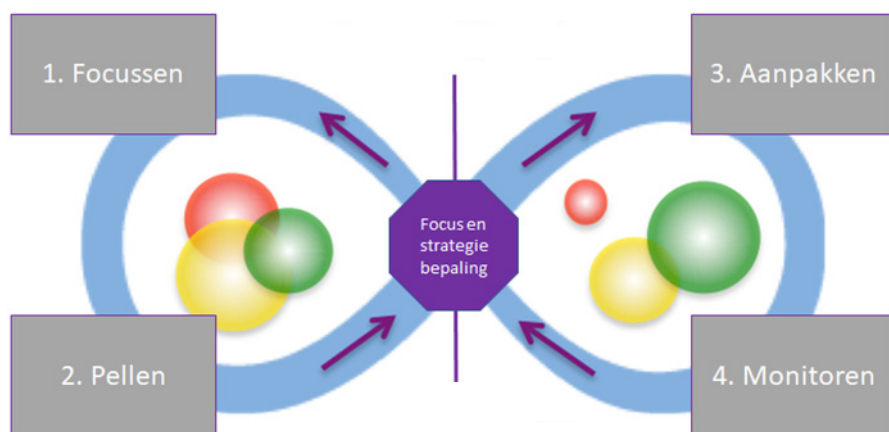 1. Focussen
3. Aanpakken
Focus en
strategie
bepaling
2. Pellen
4. Monitoren